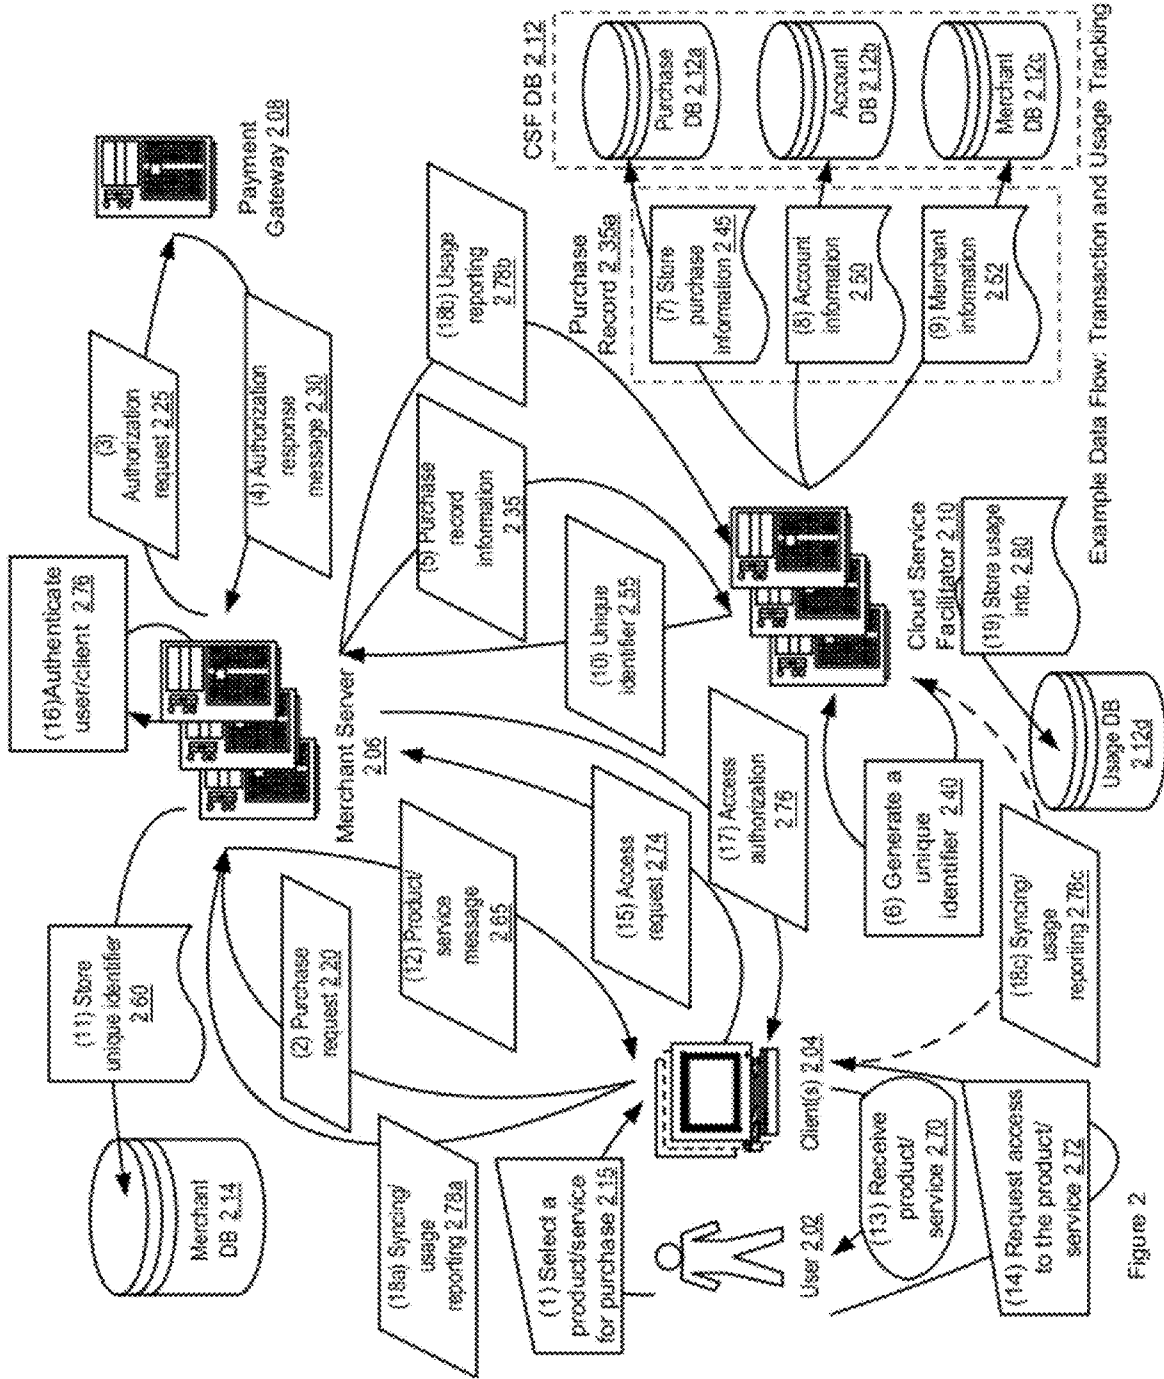 (1) Select a
product/service
for purchase 2.15
User 2.02
Client(s) 2.04
(2) Purchase
request 2.20
(18a) Syncing/
usage
reporting 2.78a
Merchant
DB 2.14
(11) Store
unique identifier
2.60
(12) Product/
service
message
2.65
(13) Receive
product/
service 2.70
(14) Request access
to the product/
service 2.72
(15) Access
request 2.74
(16)Authenticate
user/client 2.76
Merchant Server
2.06
(17) Access
authorization
2.76
(3)
Authorization
request 2.25
(4) Authorization
response
message 2.30
Payment
Gateway 2.08
(5) Purchase
record
information
2.35
(18b) Usage
reporting
2.78b
(10) Unique
identifier 2.55
(6) Generate a
unique
identifier 2.40
(18c) Syncing/
usage
reporting 2.78c
Cloud Service
Facilitator 2.10
(19) Store usage
info. 2.80
Usage DB
2.12d
Purchase
Record 2.35a
(7) Store
purchase
information 2.45
(8) Account
information
2.50
(9) Merchant
information
2.52
CSF DB 2.12
Purchase
DB 2.12a
Account
DB 2.12b
Merchant
DB 2.12c
Figure 2
Example Data Flow: Transaction and Usage Tracking